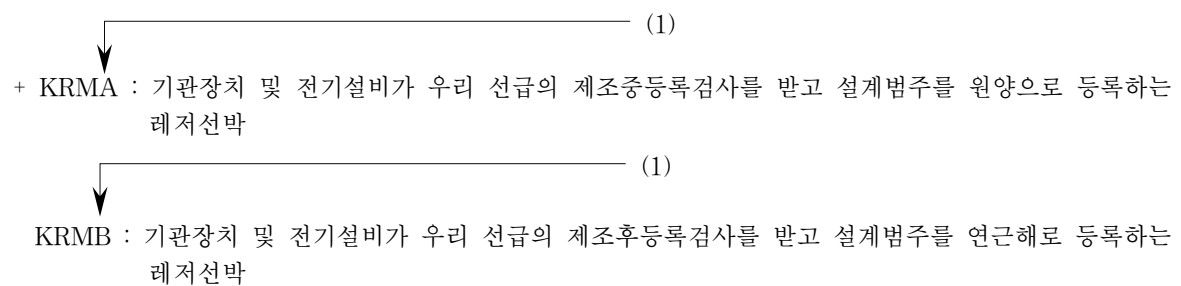 (1)
+ KRMA : 기관장치 및 전기설비가 우리 선급의 제조중등록검사를 받고 설계범주를 원양으로 등록하는
레저선박
(1)
KRMB : 기관장치 및 전기설비가 우리 선급의 제조후등록검사를 받고 설계범주를 연근해로 등록하는
레저선박